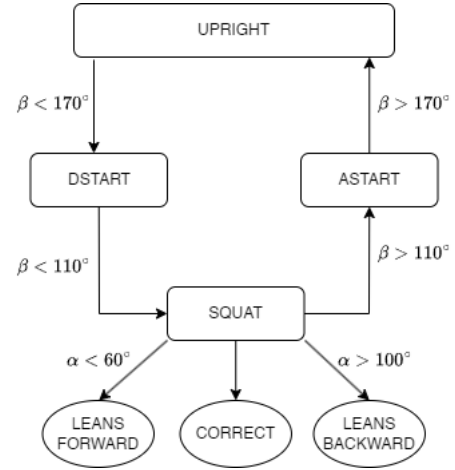 UPRIGHT
β < 170°
β > 170°
DSTART
ASTART
β < 110°
β > 110°
SQUAT
α < 60°
α > 100°
LEANS
FORWARD
CORRECT
LEANS
BACKWARD